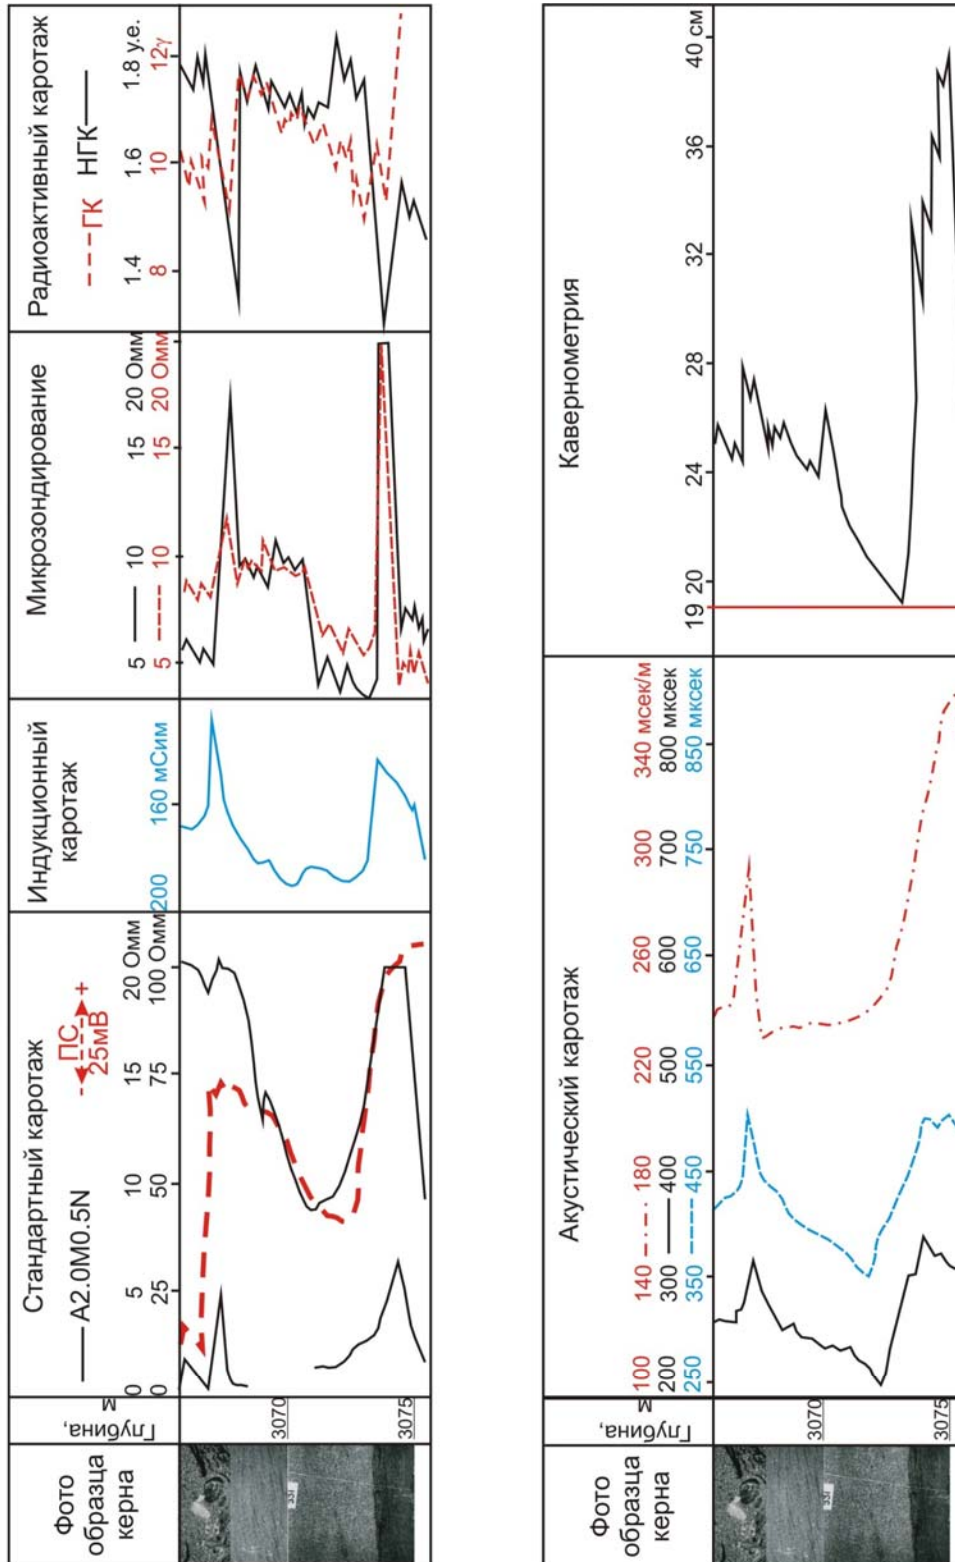 Фото
образца
керна
Глубина,
м
3070
3075
Стандартный каротаж
A2.0M0.5N
- ПС +
25мВ
0 5 10 15 20 Омм
0 25 50 75 100 Омм
Индукционный
каротаж
200 160 мСим
Микрозондирование
5 10 15 20 Омм
5 10 15 20 Омм
Радиоактивный каротаж
ГК НГК
1.4 1.6 1.8 у.е.
8 10 12γ
Фото
образца
керна
Глубина,
м
3070
3075
Акустический каротаж
100 140 180 220 260 300 340 мсек/м
200 300 400 500 600 700 800 мксек
250 350 450 550 650 750 850 мксек
Кавернометрия
19 20 24 28 32 36 40 см